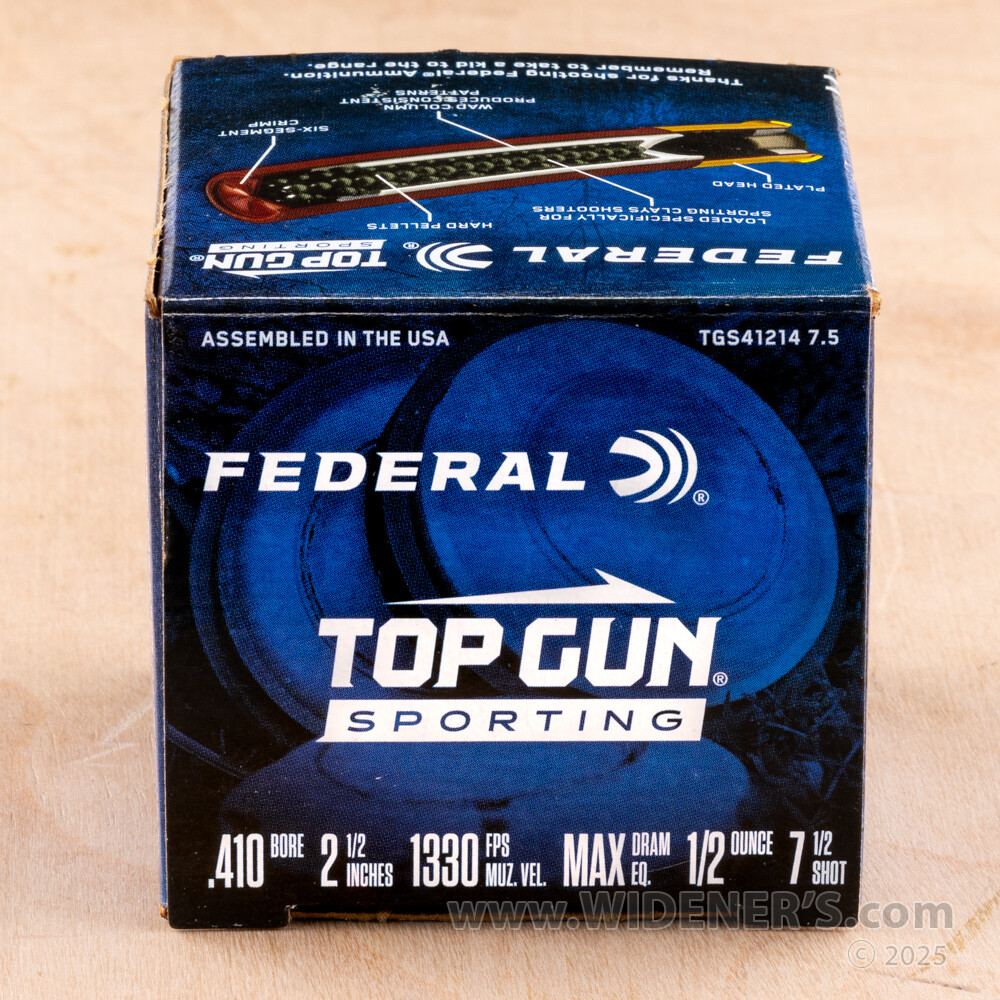 Thanks for shooting Federal® Ammunition.
Remember to take a kid to the range.
WAD COLUMN
PRODUCES CONSISTENT
PATTERNS
SIX-SEGMENT
CRIMP
PLATED HEAD
LOADED SPECIFICALLY FOR
SPORTING CLAYS SHOOTERS
HARD PELLETS
FEDERAL ® TOP GUN®
SPORTING
ASSEMBLED IN THE USA TGS41214 7.5
FEDERAL ®
TOP GUN®
SPORTING
.410 BORE 2 1/2 INCHES 1330 FPS MUZ. VEL. MAX DRAM EQ. 1/2 OUNCE 7 1/2 SHOT
www.WIDENER'S.com
© 2025